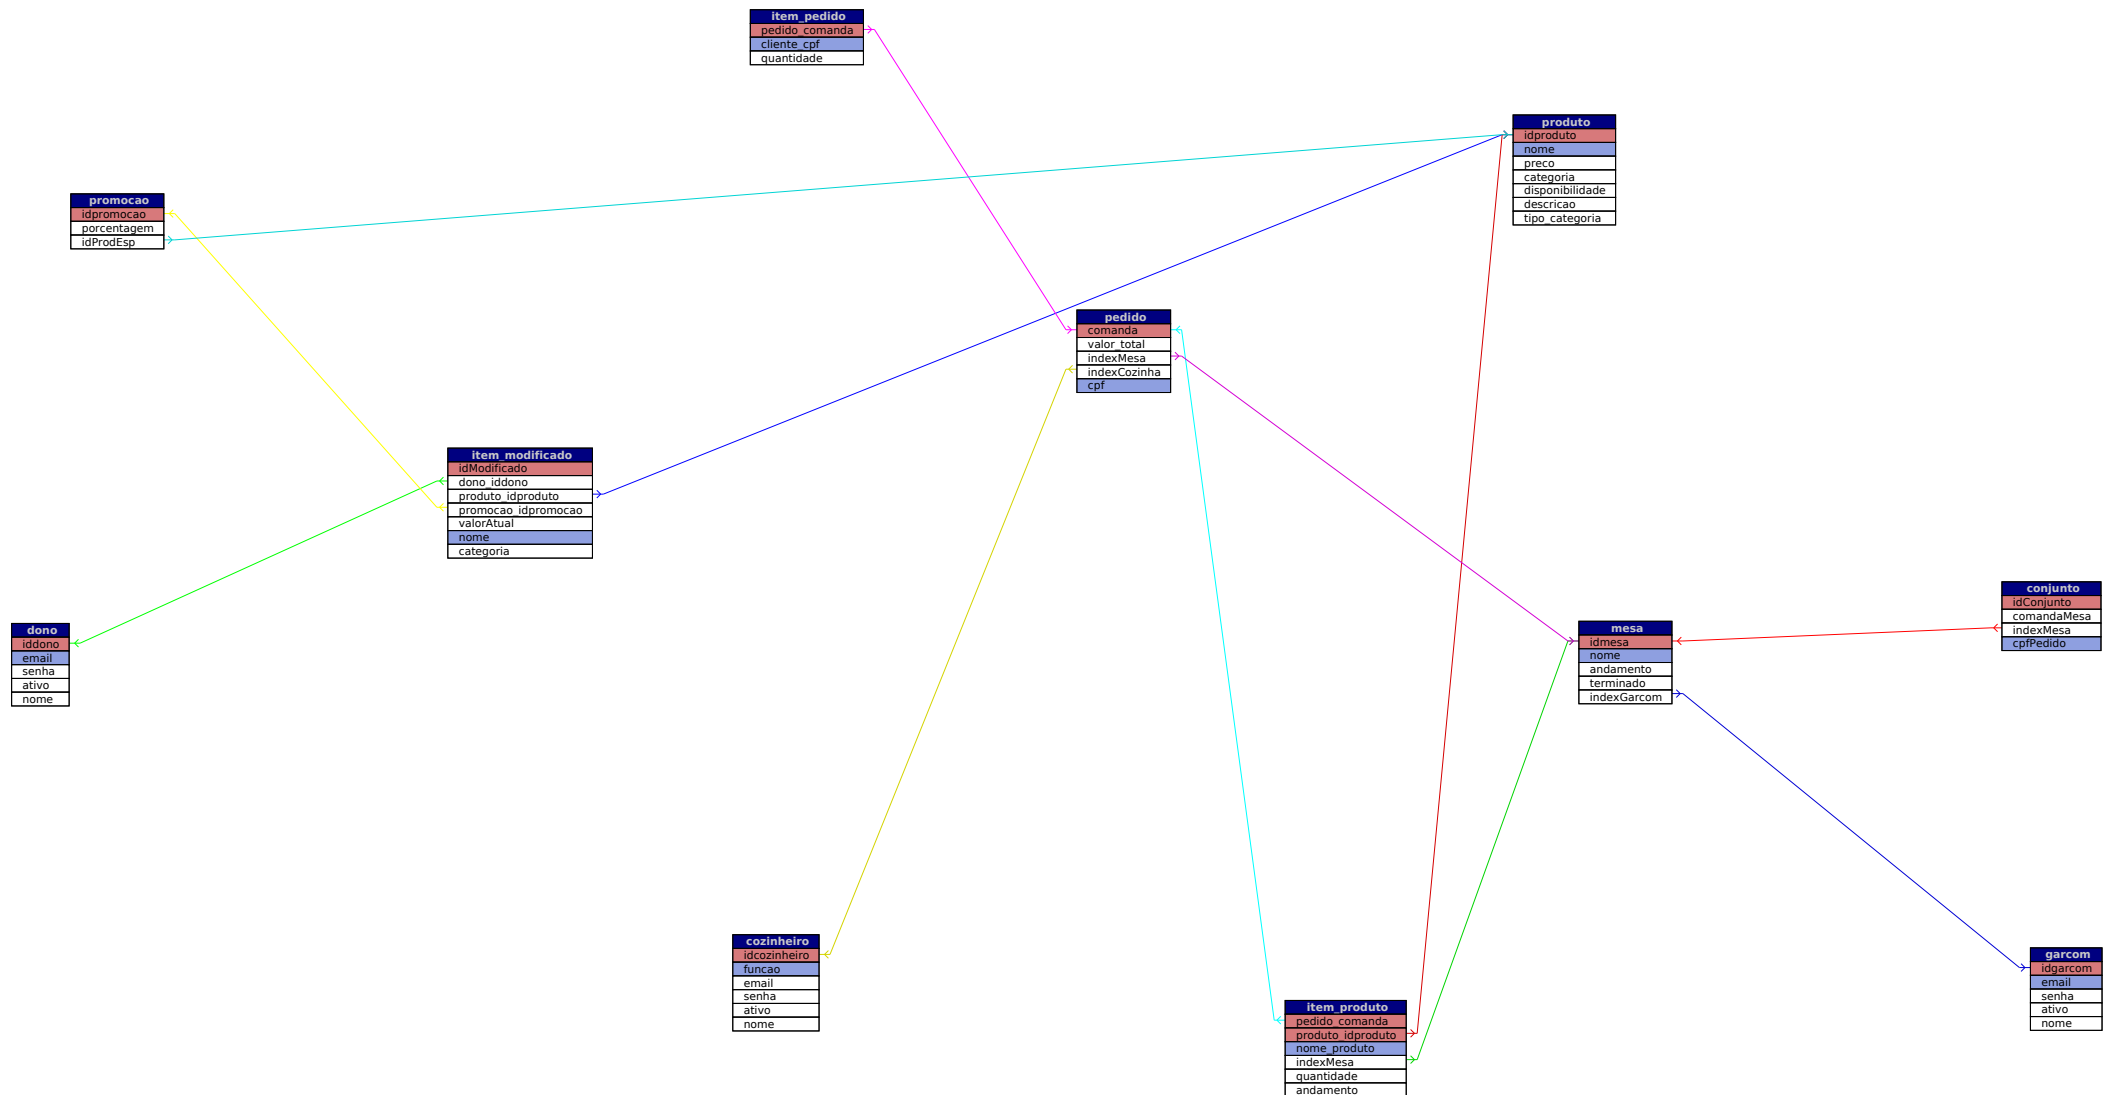 item_pedido
pedido_comanda
cliente_cpf
quantidade
produto
idproduto
nome
preco
categoria
disponibilidade
descricao
tipo_categoria
promocao
idpromocao
porcentagem
idProdEsp
pedido
comanda
valor_total
indexMesa
indexCozinha
cpf
item_modificado
idModificado
dono_iddono
produto_idproduto
promocao_idpromocao
valorAtual
nome
categoria
conjunto
idConjunto
comandaMesa
indexMesa
cpfPedido
mesa
idmesa
nome
andamento
terminado
indexGarcom
dono
iddono
email
senha
ativo
nome
cozinheiro
idcozinheiro
funcao
email
senha
ativo
nome
garcom
idgarcom
email
senha
ativo
nome
item_produto
pedido_comanda
produto_idproduto
nome_produto
indexMesa
quantidade
andamento